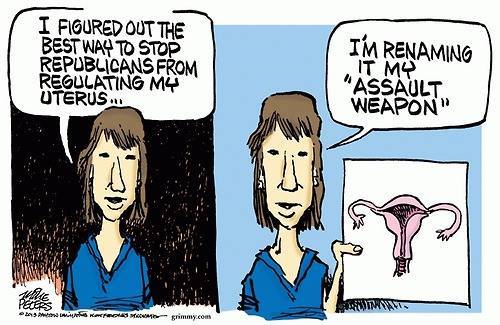 I FIGURED OUT THE
BEST WAY TO STOP
REPUBLICANS FROM
REGULATING MY
UTERUS...
I'M RENAMING
IT MY
"ASSAULT
WEAPON"
MIKE
PETERS
© 2013
grimmy.com